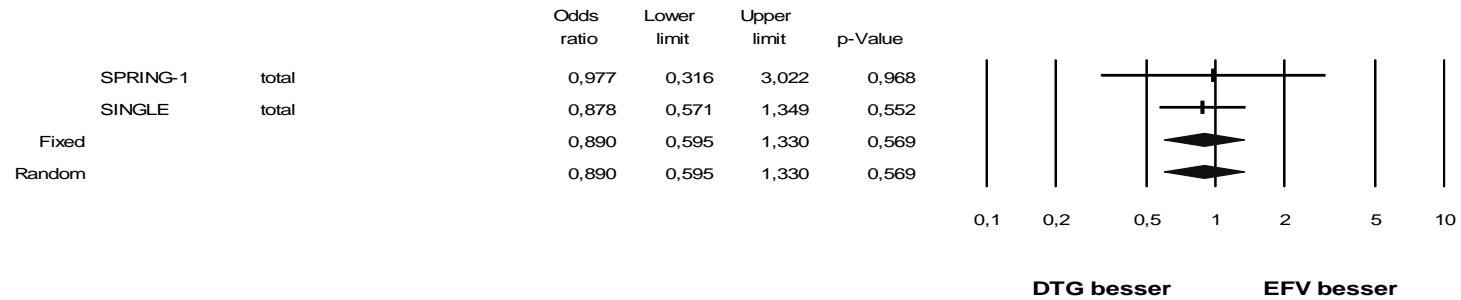 Odds Lower Upper
ratio limit limit p-Value
SPRING-1 total 0,977 0,316 3,022 0,968
SINGLE total 0,878 0,571 1,349 0,552
Fixed 0,890 0,595 1,330 0,569
Random 0,890 0,595 1,330 0,569
0,1 0,2 0,5 1 2 5 10
DTG besser EFV besser